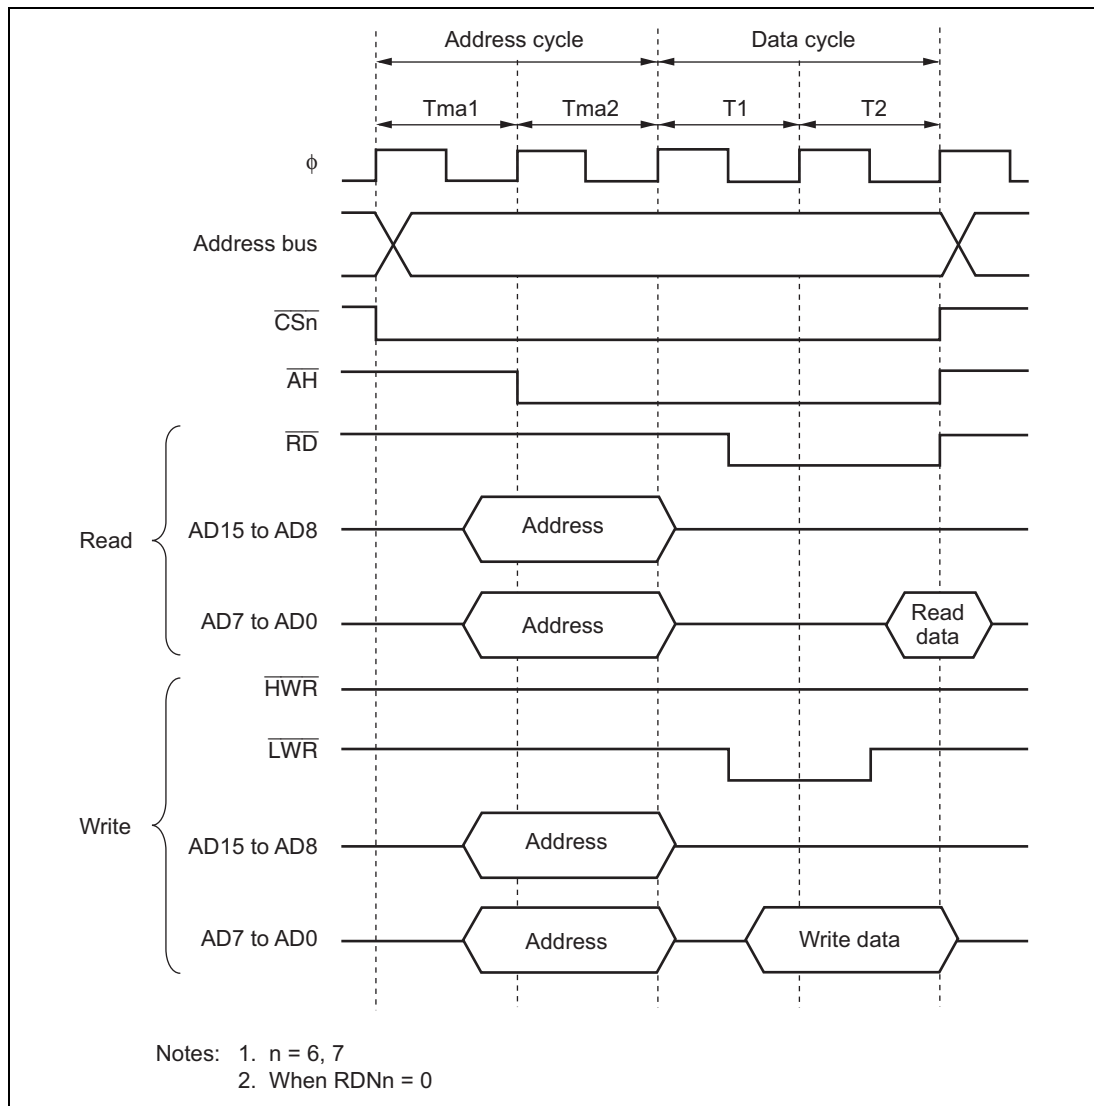 Address cycle Data cycle
Tma1 Tma2 T1 T2
ϕ
Address bus
CSn
AH
RD
AD15 to AD8 Address
Read
AD7 to AD0 Address Read
data
HWR
LWR
Write
AD15 to AD8 Address
AD7 to AD0 Address Write data
Notes: 1. n = 6, 7
2. When RDNn = 0